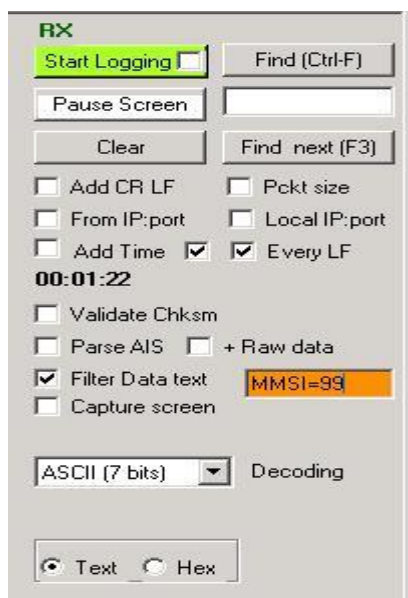 RX
Start Logging Find (Ctrl-F)
Pause Screen
Clear Find next (F3)
Add CR LF Pckt size
From IP:port Local IP:port
Add Time Every LF
00:01:22
Validate Chksm
Parse AIS + Raw data
Filter Data text MMSI=99
Capture screen
ASCII (7 bits) Decoding
Text Hex